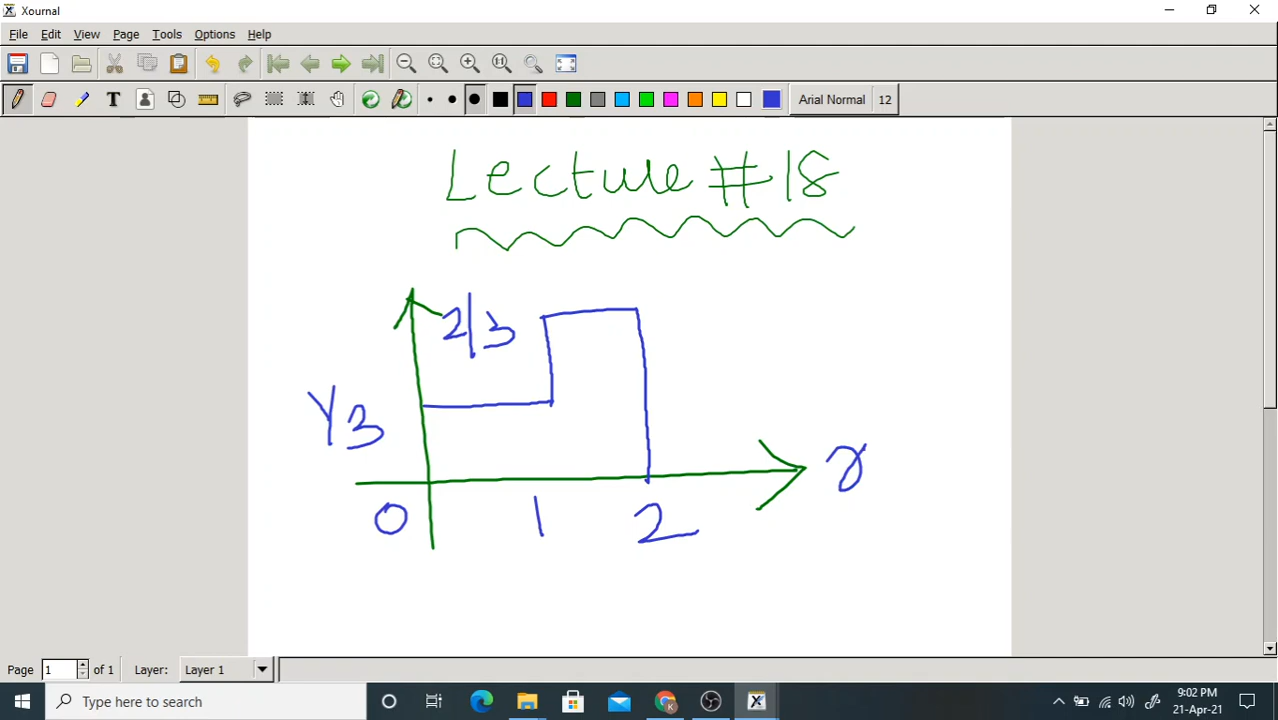 Xournal
File Edit View Page Tools Options Help
Arial Normal 12
Lecture #18
2/3
1/3
0 1 2
x
Page 1 of 1 Layer: Layer 1
Type here to search
9:02 PM
21-Apr-21